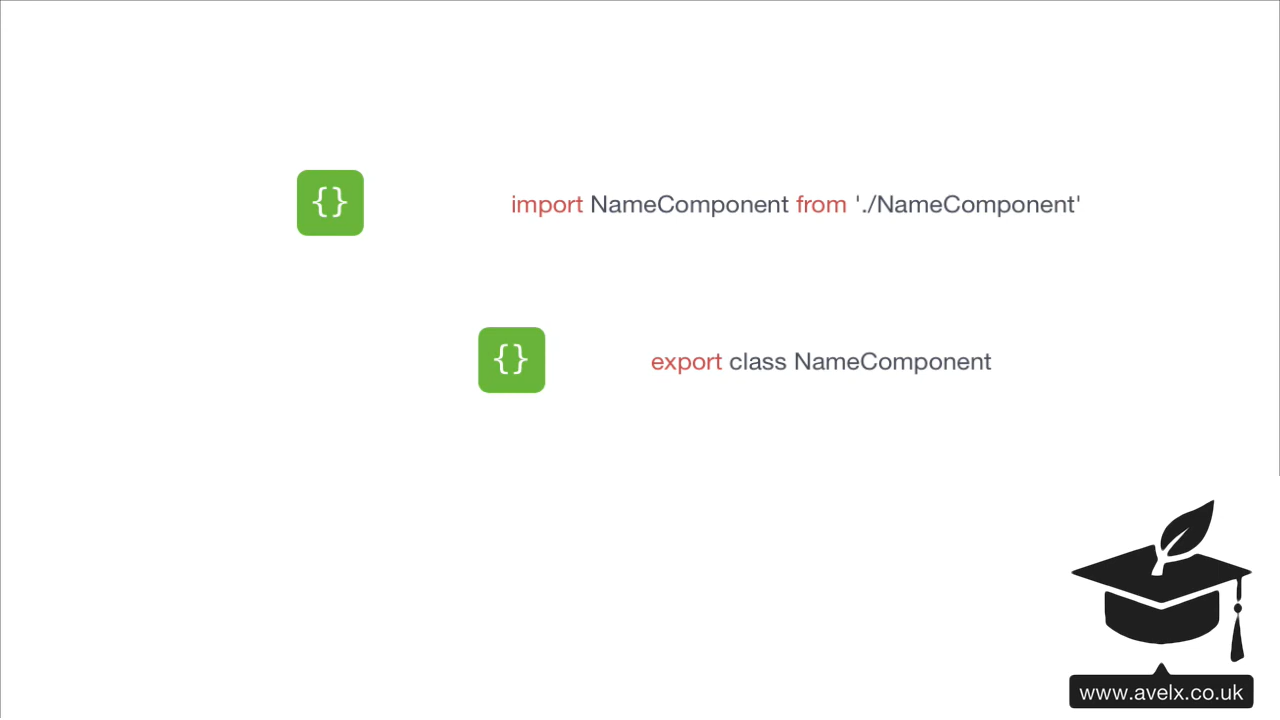 {}
import NameComponent from './NameComponent'
{}
export class NameComponent
www.avelx.co.uk